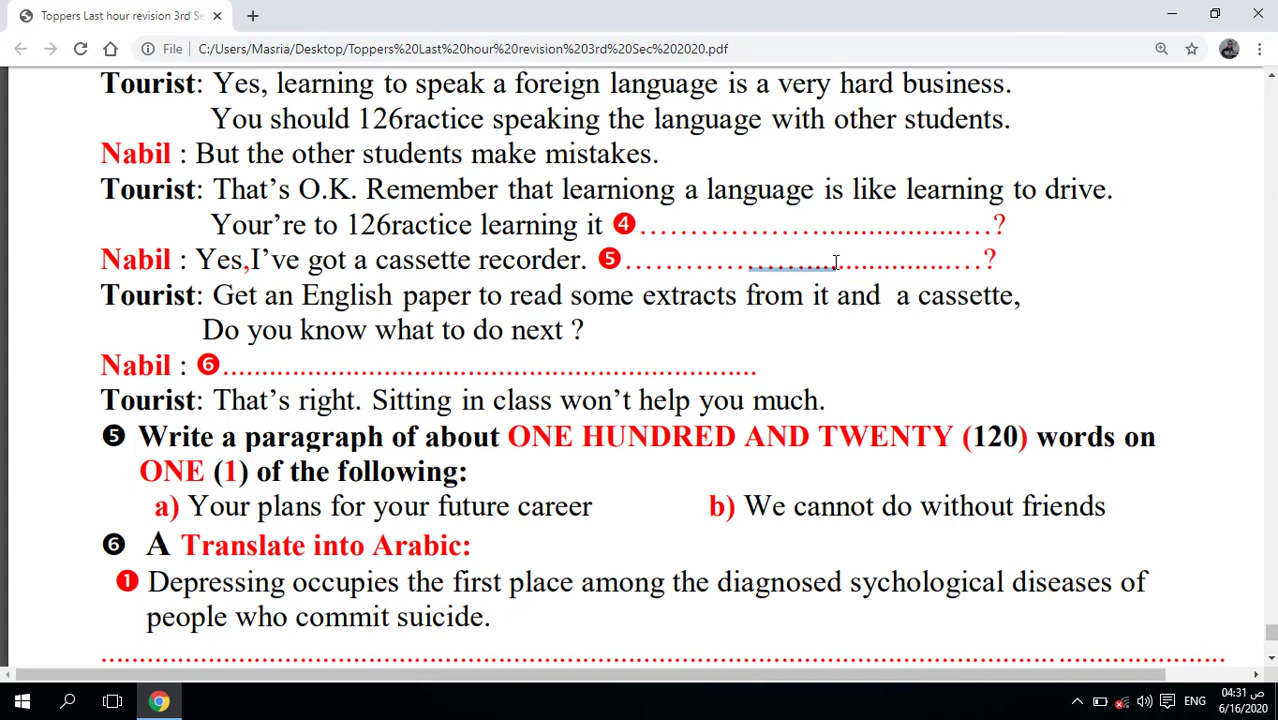 Toppers Last hour revision 3rd Se
File C:/Users/Masria/Desktop/Toppers%20Last%20hour%20revision%203rd%20Sec%202020.pdf
Tourist: Yes, learning to speak a foreign language is a very hard business.
You should 126ractice speaking the language with other students.
Nabil : But the other students make mistakes.
Tourist: That's O.K. Remember that learniong a language is like learning to drive.
Your're to 126ractice learning it ❹………………….................…?
Nabil : Yes,I've got a cassette recorder. ❺………………….................…?
Tourist: Get an English paper to read some extracts from it and a cassette,
Do you know what to do next ?
Nabil : ❻.....................................................................
Tourist: That's right. Sitting in class won't help you much.
❺ Write a paragraph of about ONE HUNDRED AND TWENTY (120) words on
ONE (1) of the following:
a) Your plans for your future career b) We cannot do without friends
❻ A Translate into Arabic:
❶ Depressing occupies the first place among the diagnosed sychological diseases of
people who commit suicide.
................................................................................................................................................
ENG
04:31 ص
6/16/2020